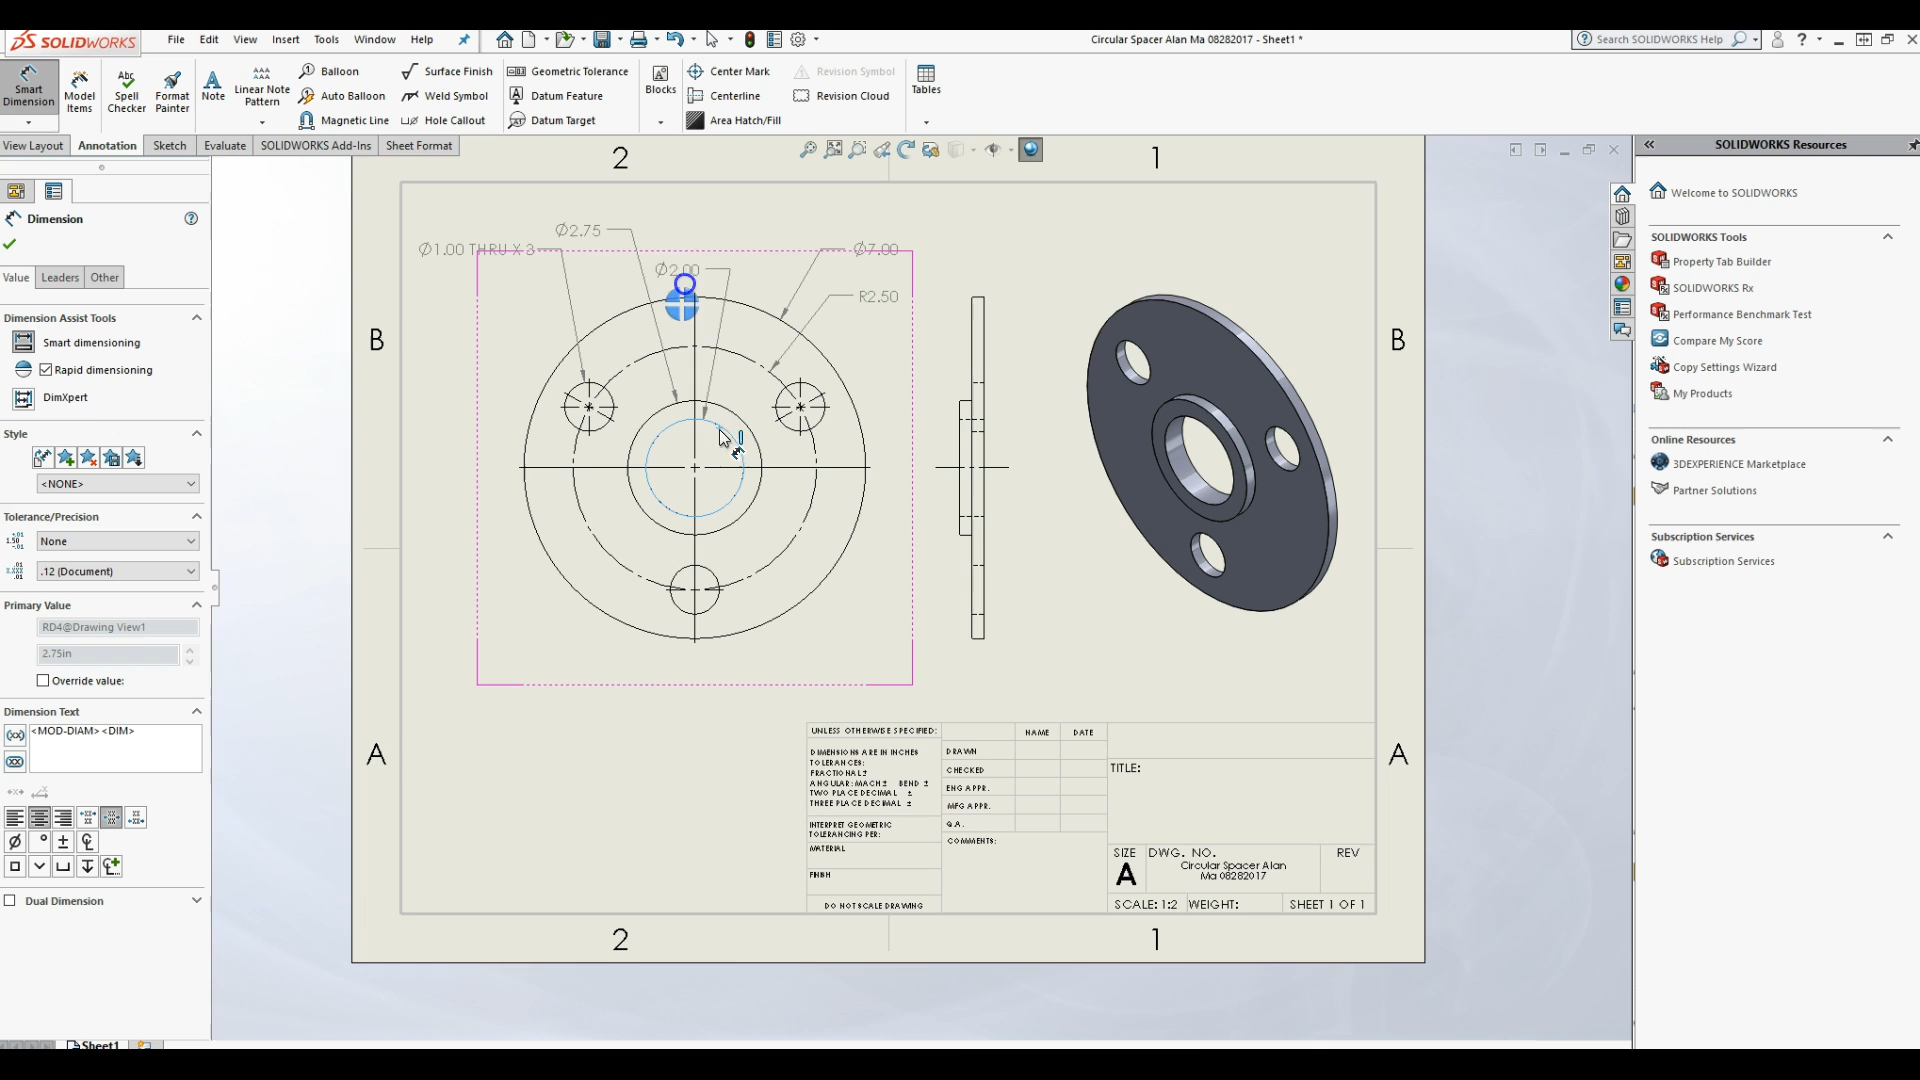 SOLIDWORKS
File Edit View Insert Tools Window Help
Circular Spacer Alan Ma 08282017 - Sheet1 *
Search SOLIDWORKS Help
Smart Dimension
Model Items
Spell Checker
Format Painter
Note
Linear Note Pattern
Balloon
Auto Balloon
Magnetic Line
Surface Finish
Weld Symbol
Hole Callout
Geometric Tolerance
Datum Feature
Datum Target
Blocks
Center Mark
Centerline
Area Hatch/Fill
Revision Symbol
Revision Cloud
Tables
View Layout Annotation Sketch Evaluate SOLIDWORKS Add-Ins Sheet Format
Dimension
Value Leaders Other
Dimension Assist Tools
Smart dimensioning
Rapid dimensioning
DimXpert
Style
<NONE>
Tolerance/Precision
None
.12 (Document)
Primary Value
RD4@Drawing View1
2.75in
Override value:
Dimension Text
<MOD-DIAM><DIM>
Dual Dimension
Sheet1
2 1
B B
A A
2 1
Ø2.75
Ø1.00 THRU X 3
Ø2.00
Ø7.00
R2.50
UNLESS OTHERWISE SPECIFIED:
DIMENSIONS ARE IN INCHES
TOLERANCES:
FRACTIONAL±
ANGULAR: MACH± BEND ±
TWO PLACE DECIMAL ±
THREE PLACE DECIMAL ±
INTERPRET GEOMETRIC
TOLERANCING PER:
MATERIAL
FINISH
DO NOT SCALE DRAWING
NAME DATE
DRAWN
CHECKED
ENG APPR.
MFG APPR.
Q.A.
COMMENTS:
TITLE:
SIZE DWG. NO. REV
A
Circular Spacer Alan
Ma 08282017
SCALE: 1:2 WEIGHT: SHEET 1 OF 1
SOLIDWORKS Resources
Welcome to SOLIDWORKS
SOLIDWORKS Tools
Property Tab Builder
SOLIDWORKS Rx
Performance Benchmark Test
Compare My Score
Copy Settings Wizard
My Products
Online Resources
3DEXPERIENCE Marketplace
Partner Solutions
Subscription Services
Subscription Services